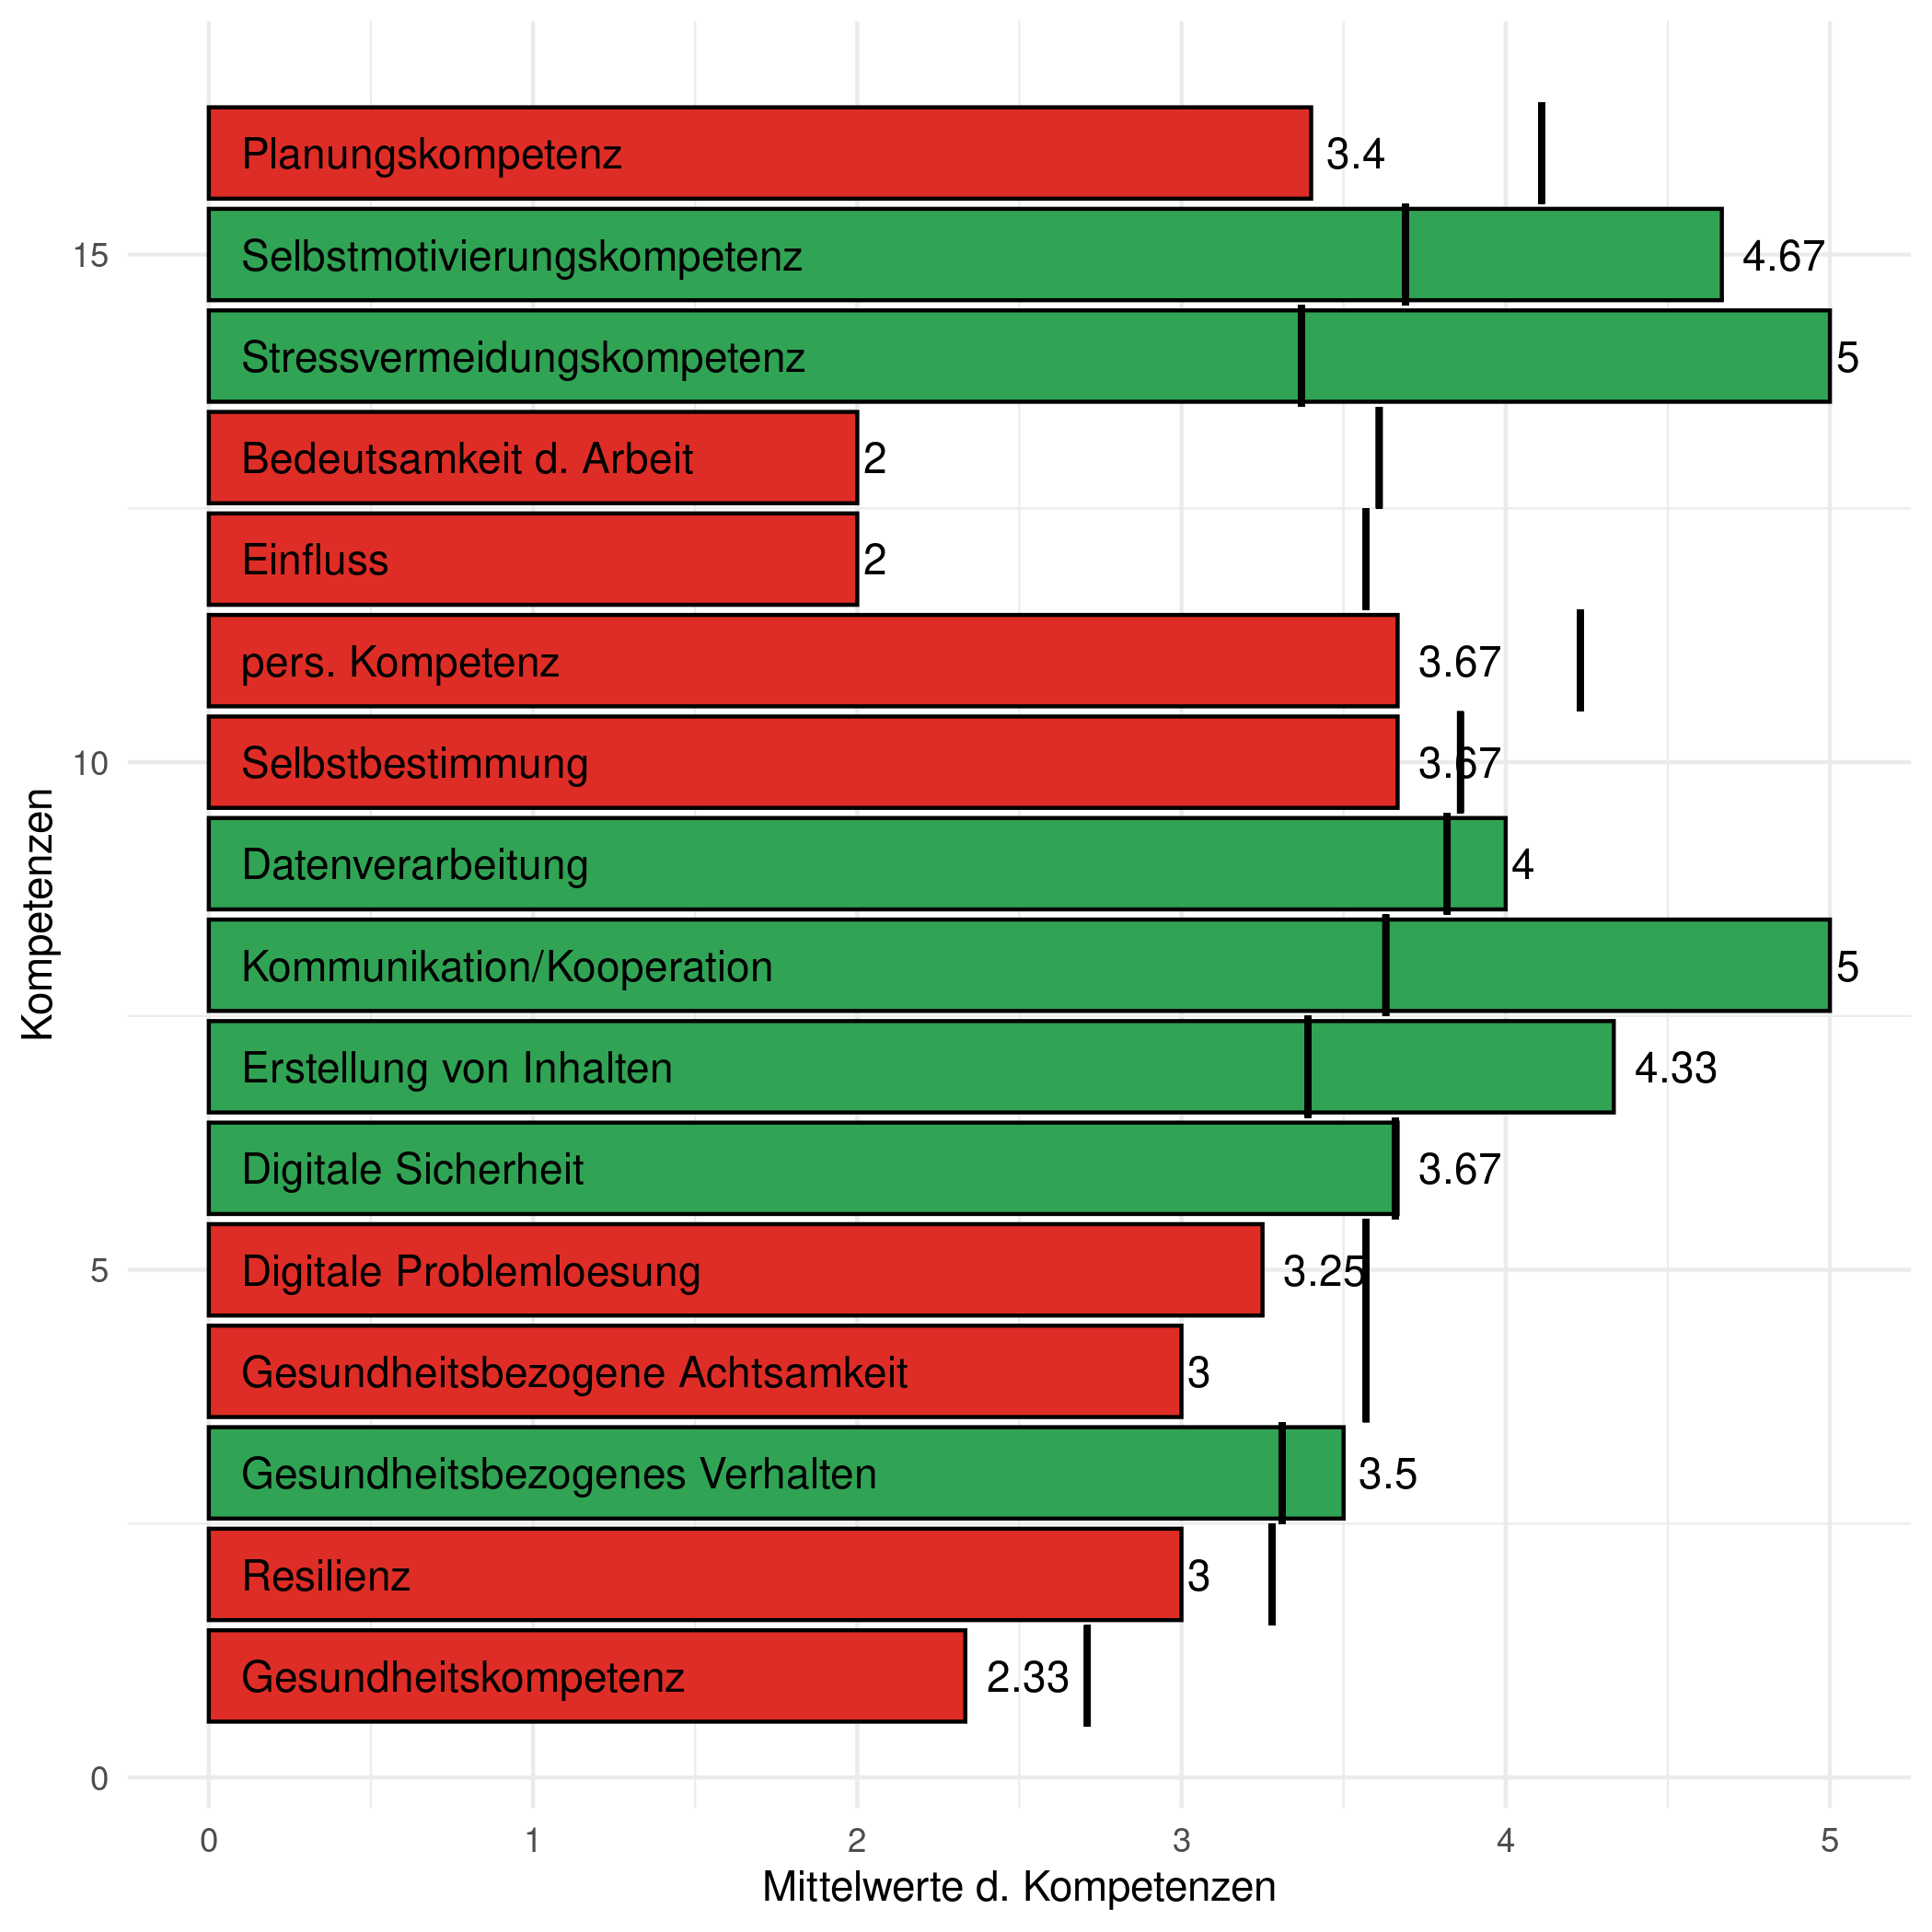 Planungskompetenz 3.4
15 Selbstmotivierungskompetenz 4.67
Stressvermeidungskompetenz 5
Bedeutsamkeit d. Arbeit 2
Einfluss 2
pers. Kompetenz 3.67
10 Selbstbestimmung 3.67
Datenverarbeitung 4
Kommunikation/Kooperation 5
Erstellung von Inhalten 4.33
Digitale Sicherheit 3.67
5 Digitale Problemloesung 3.25
Gesundheitsbezogene Achtsamkeit 3
Gesundheitsbezogenes Verhalten 3.5
Resilienz 3
Gesundheitskompetenz 2.33
0
Kompetenzen
0 1 2 3 4 5
Mittelwerte d. Kompetenzen